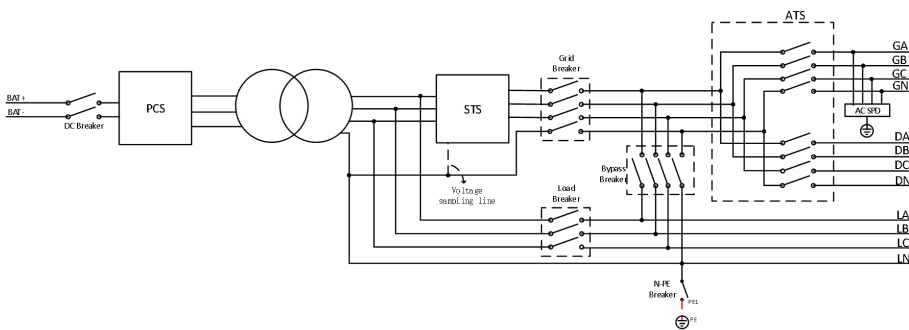 ATS
GA
GB
GC
GN
Grid
Breaker
BAT+
BAT-
DC Breaker
PCS
STS
AC SPD
DA
DB
DC
DN
Bypass
Breaker
Voltage
sampling line
Load
Breaker
LA
LB
LC
LN
N-PE
Breaker
PE1
PE